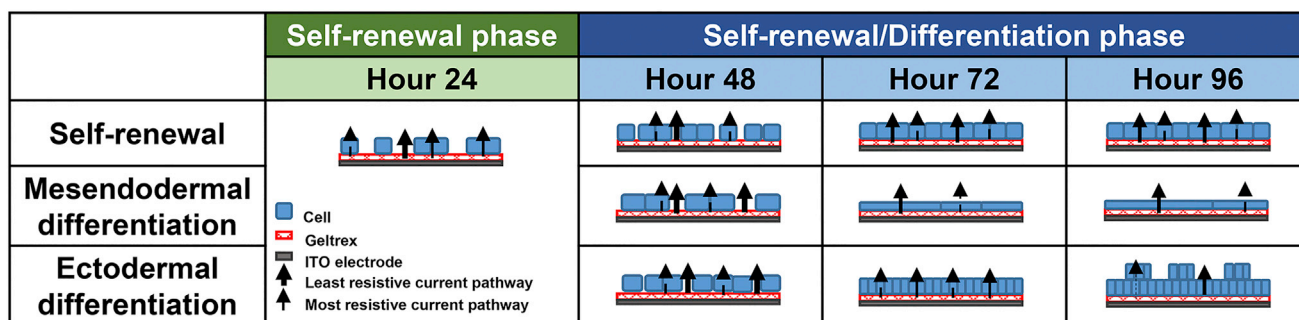 Self-renewal phase
Self-renewal/Differentiation phase
Hour 24
Hour 48
Hour 72
Hour 96
Self-renewal
Mesendodermal
differentiation
Ectodermal
differentiation
Cell
Geltrex
ITO electrode
Least resistive current pathway
Most resistive current pathway